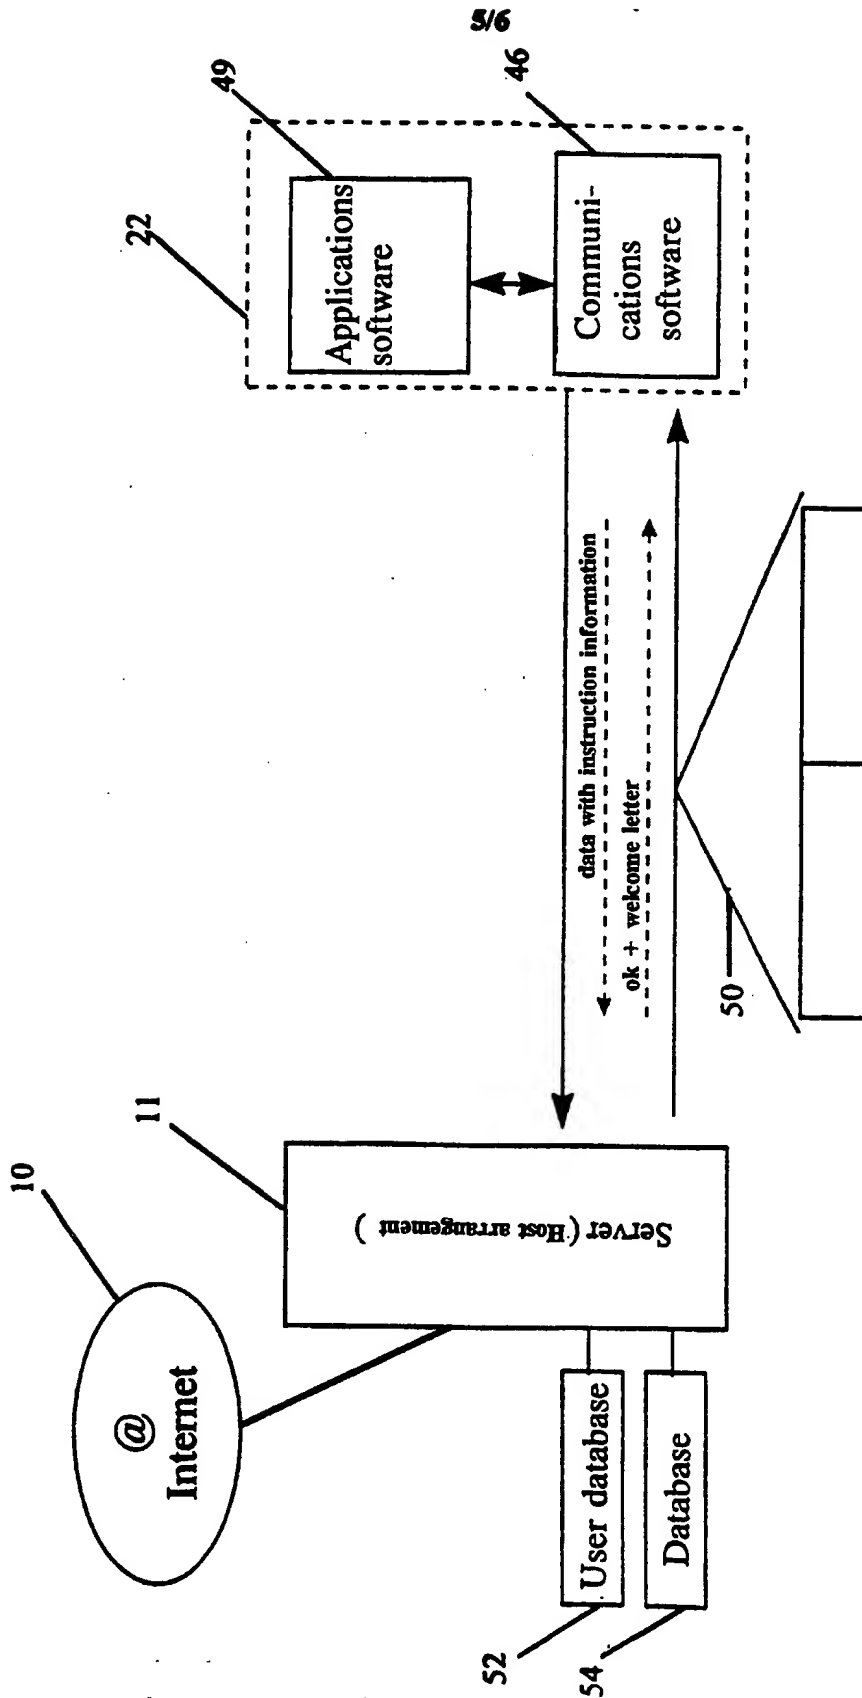 5/6
10
@
Internet
11
Server (Host arrangement )
52
User database
54
Database
22
49
Applications
software
46
Communi-
cations
software
data with instruction information
ok + welcome letter
50